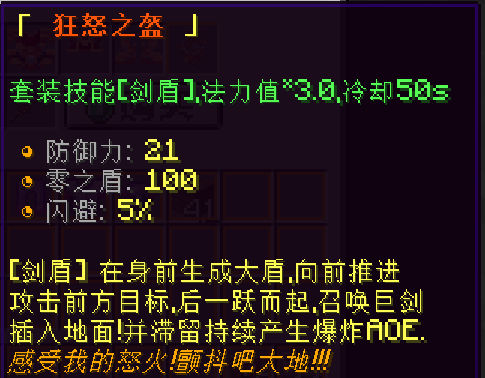 「 狂怒之盔 」
套装技能[剑盾],法力值*3.0,冷却50s
防御力: 21
零之盾: 100
闪避: 5%
[剑盾] 在身前生成大盾,向前推进
攻击前方目标,后一跃而起,召唤巨剑
插入地面!并滞留持续产生爆炸AOE.
感受我的怒火!颤抖吧大地!!!